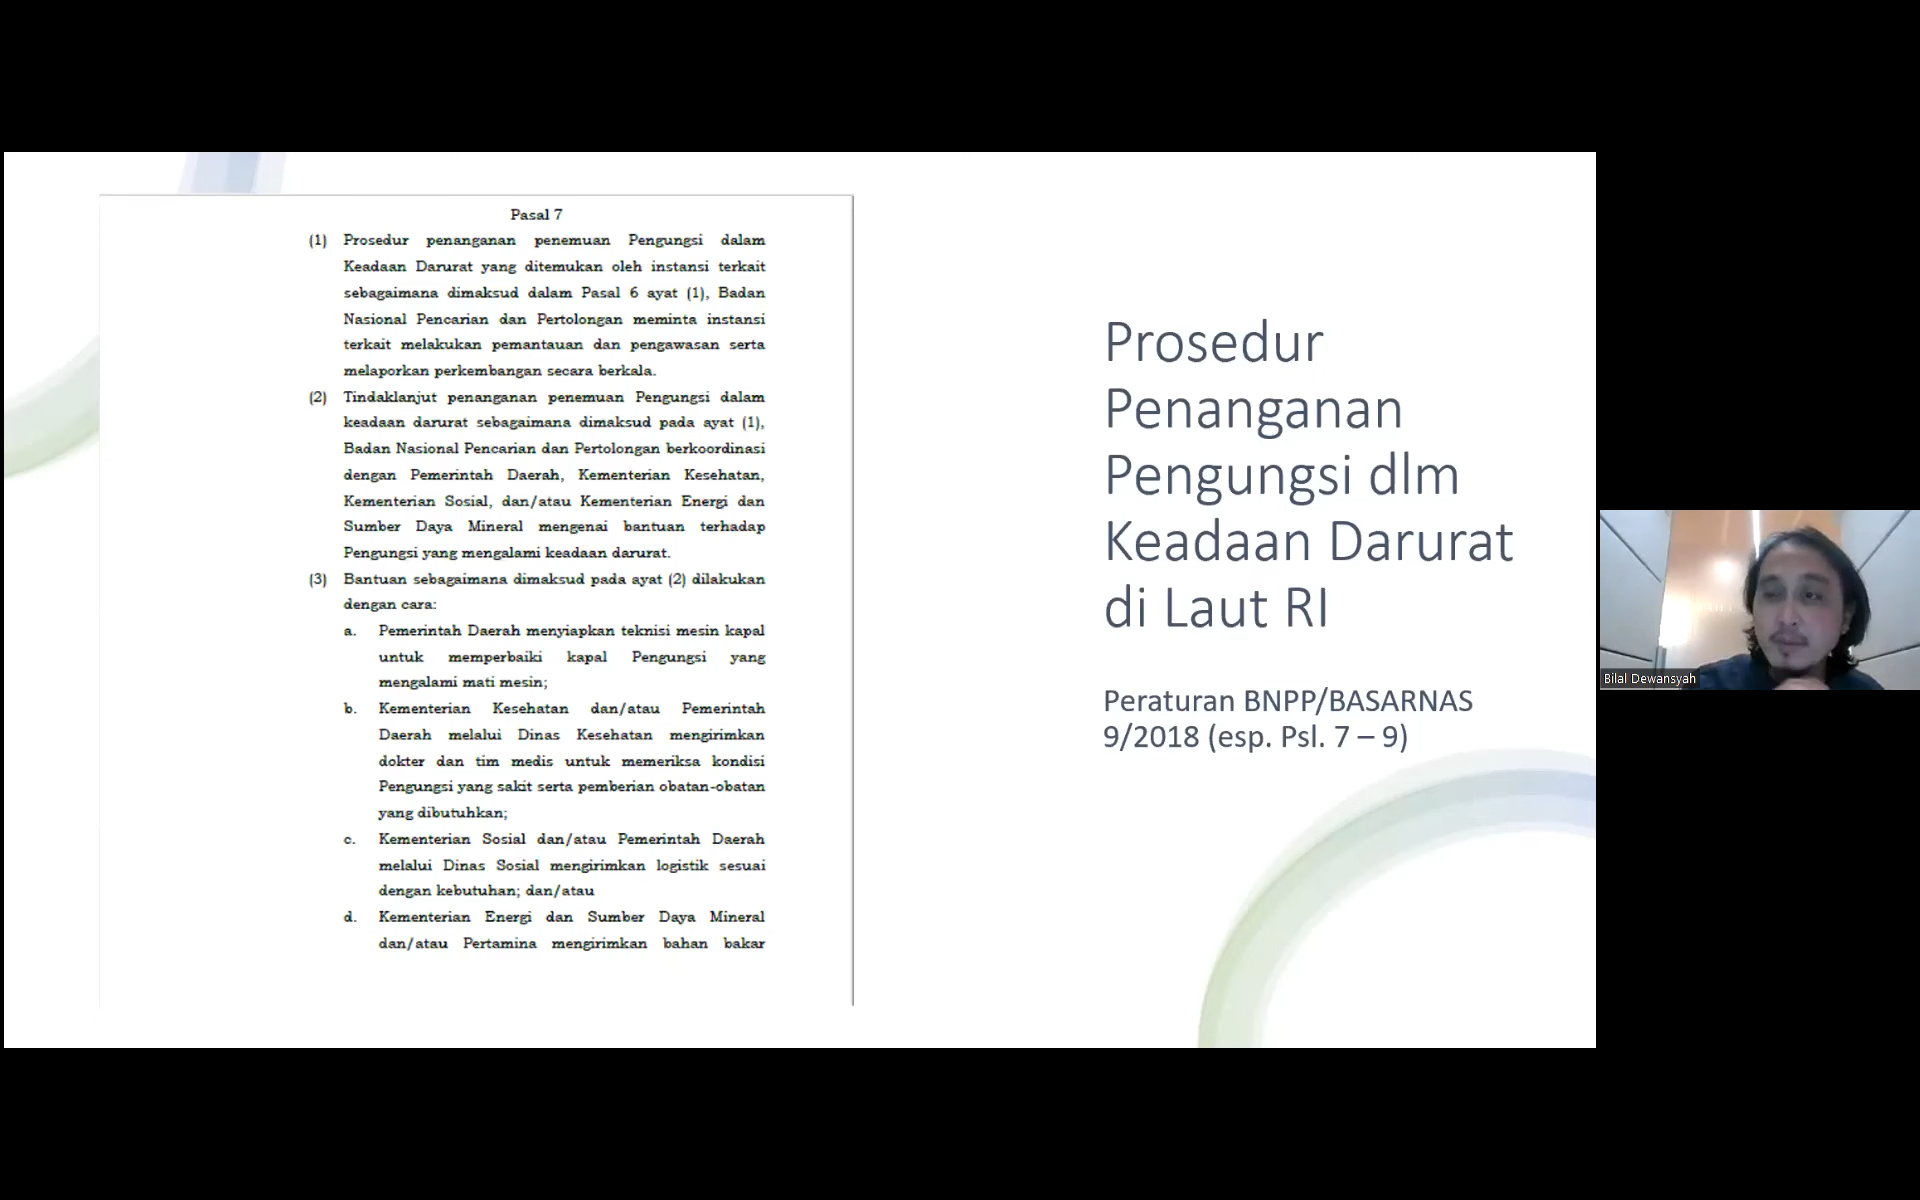 Pasal 7
(1) Prosedur penanganan penemuan Pengungsi dalam
Keadaan Darurat yang ditemukan oleh instansi terkait
sebagaimana dimaksud dalam Pasal 6 ayat (1), Badan
Nasional Pencarian dan Pertolongan meminta instansi
terkait melakukan pemantauan dan pengawasan serta
melaporkan perkembangan secara berkala.
(2) Tindaklanjut penanganan penemuan Pengungsi dalam
keadaan darurat sebagaimana dimaksud pada ayat (1),
Badan Nasional Pencarian dan Pertolongan berkoordinasi
dengan Pemerintah Daerah, Kementerian Kesehatan,
Kementerian Sosial, dan/atau Kementerian Energi dan
Sumber Daya Mineral mengenai bantuan terhadap
Pengungsi yang mengalami keadaan darurat.
(3) Bantuan sebagaimana dimaksud pada ayat (2) dilakukan
dengan cara:
a. Pemerintah Daerah menyiapkan teknisi mesin kapal
untuk memperbaiki kapal Pengungsi yang
mengalami mati mesin;
b. Kementerian Kesehatan dan/atau Pemerintah
Daerah melalui Dinas Kesehatan mengirimkan
dokter dan tim medis untuk memeriksa kondisi
Pengungsi yang sakit serta pemberian obatan-obatan
yang dibutuhkan;
c. Kementerian Sosial dan/atau Pemerintah Daerah
melalui Dinas Sosial mengirimkan logistik sesuai
dengan kebutuhan; dan/atau
d. Kementerian Energi dan Sumber Daya Mineral
dan/atau Pertamina mengirimkan bahan bakar
Prosedur
Penanganan
Pengungsi dlm
Keadaan Darurat
di Laut RI
Peraturan BNPP/BASARNAS
9/2018 (esp. Psl. 7 – 9)
Bilal Dewansyah